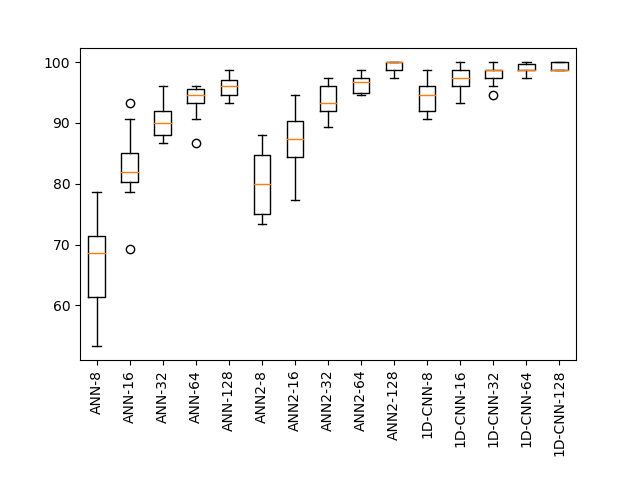 100
90
80
70
60
ANN-8
ANN-16
ANN-32
ANN-64
ANN-128
ANN2-8
ANN2-16
ANN2-32
ANN2-64
ANN2-128
1D-CNN-8
1D-CNN-16
1D-CNN-32
1D-CNN-64
1D-CNN-128